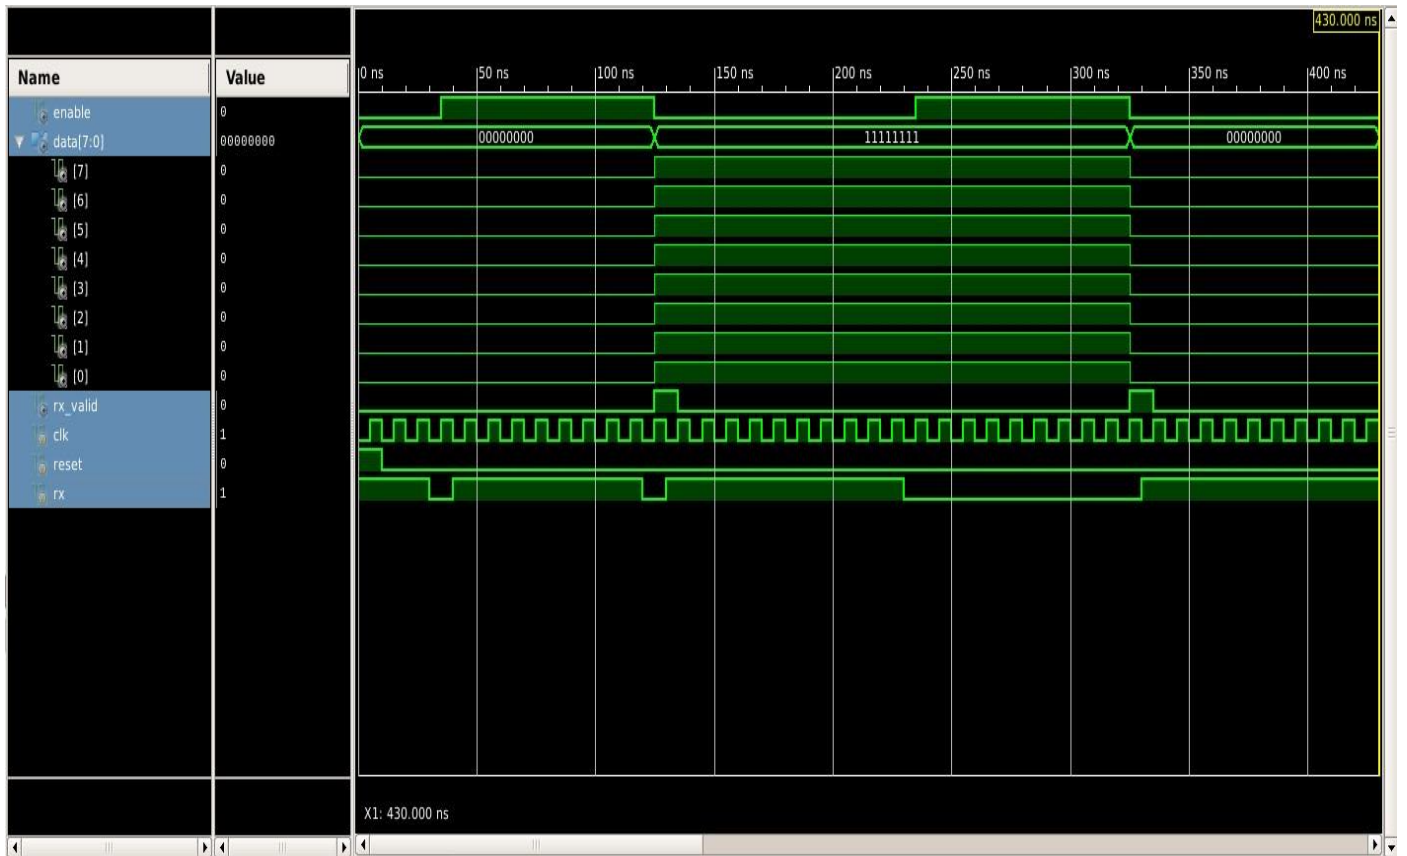 430.000 ns
Name Value
0 ns 50 ns 100 ns 150 ns 200 ns 250 ns 300 ns 350 ns 400 ns
enable 0
data[7:0] 00000000 00000000 11111111 00000000
[7] 0
[6] 0
[5] 0
[4] 0
[3] 0
[2] 0
[1] 0
[0] 0
rx_valid 0
clk 1
reset 0
rx 1
X1: 430.000 ns